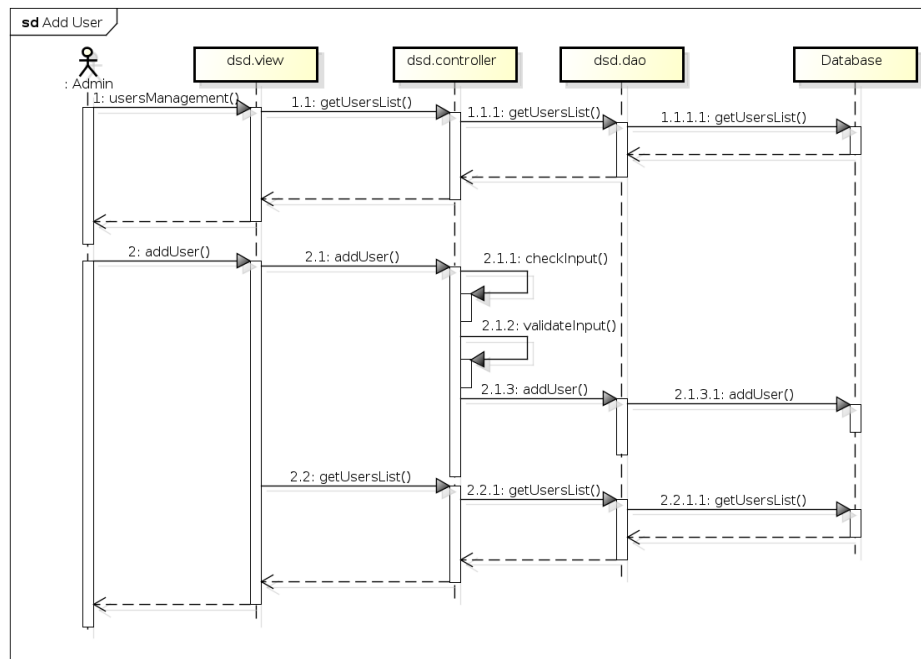 sd Add User
dsd.view
dsd.controller
dsd.dao
Database
: Admin
1: usersManagement()
1.1: getUsersList()
1.1.1: getUsersList()
1.1.1.1: getUsersList()
2: addUser()
2.1: addUser()
2.1.1: checkInput()
2.1.2: validateInput()
2.1.3: addUser()
2.1.3.1: addUser()
2.2: getUsersList()
2.2.1: getUsersList()
2.2.1.1: getUsersList()